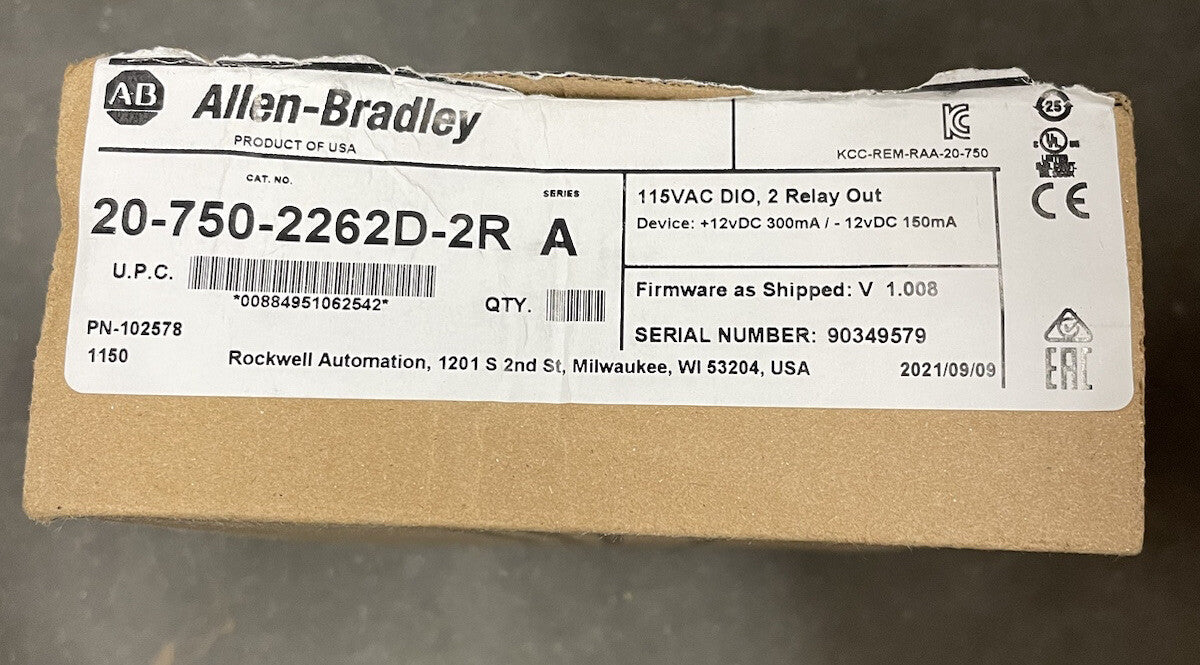 AB Allen-Bradley
PRODUCT OF USA
KCC-REM-RAA-20-750
25
UL
CE
CAT. NO.
SERIES
20-750-2262D-2R A
115VAC DIO, 2 Relay Out
Device: +12vDC 300mA / - 12vDC 150mA
U.P.C.
*00884951062542*
QTY.
Firmware as Shipped: V 1.008
SERIAL NUMBER: 90349579
PN-102578
1150
Rockwell Automation, 1201 S 2nd St, Milwaukee, WI 53204, USA
2021/09/09
EAC